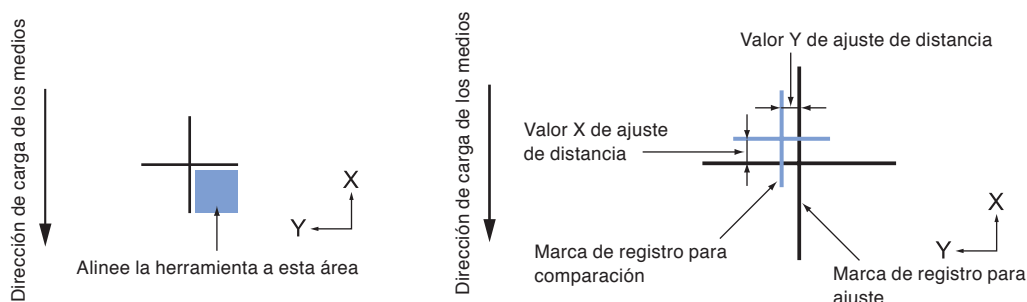 Dirección de carga de los medios
X
Y
Alinee la herramienta a esta área
Dirección de carga de los medios
Valor Y de ajuste de distancia
Valor X de ajuste
de distancia
X
Y
Marca de registro para
comparación
Marca de registro para
ajuste